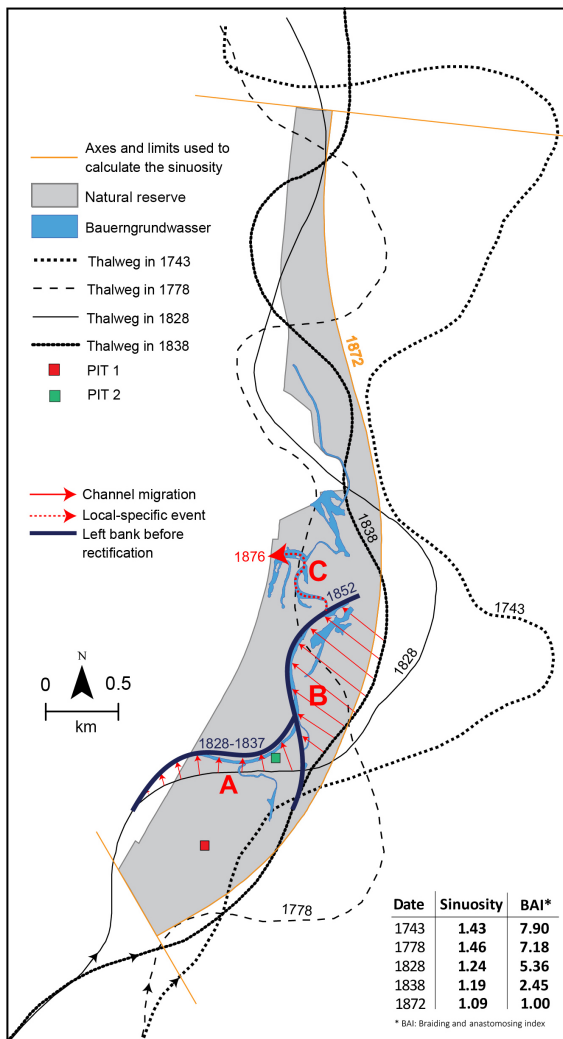 Axes and limits used to
calculate the sinuosity
Natural reserve
Bauerngrundwasser
Thalweg in 1743
Thalweg in 1778
Thalweg in 1828
Thalweg in 1838
PIT 1
PIT 2
Channel migration
Local-specific event
Left bank before
rectification
1872
1838
1876
C
1852
1743
1828
B
N
0 0.5
km
1828-1837
A
1778
Date Sinuosity BAI*
1743 1.43 7.90
1778 1.46 7.18
1828 1.24 5.36
1838 1.19 2.45
1872 1.09 1.00
* BAI: Braiding and anastomosing index